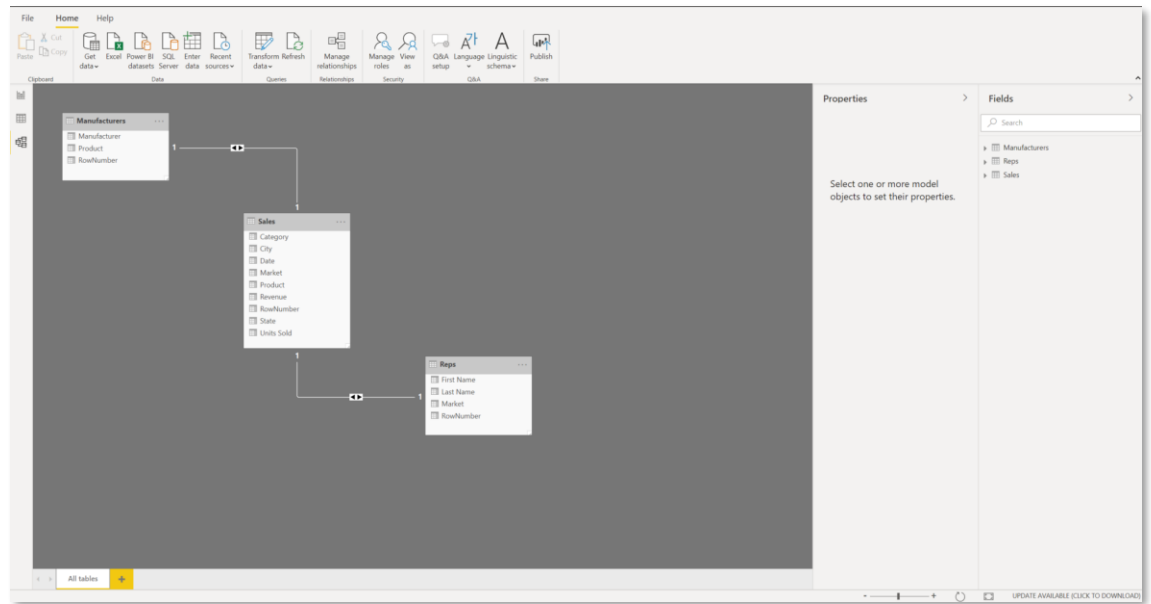 File Home Help
Paste
Cut
Copy
Get data
Excel
Power BI datasets
SQL Server
Enter data
Recent sources
Transform data
Refresh
Manage relationships
Manage roles
View as
Q&A setup
Language
Linguistic schema
Publish
Clipboard
Data
Queries
Relationships
Security
Q&A
Share
Manufacturers ...
Manufacturer
Product
RowNumber
1
1
Sales ...
Category
City
Date
Market
Product
Revenue
RowNumber
State
Units Sold
1
1
Reps ...
First Name
Last Name
Market
RowNumber
Properties
Select one or more model
objects to set their properties.
Fields
Search
Manufacturers
Reps
Sales
All tables +
- +
UPDATE AVAILABLE (CLICK TO DOWNLOAD)